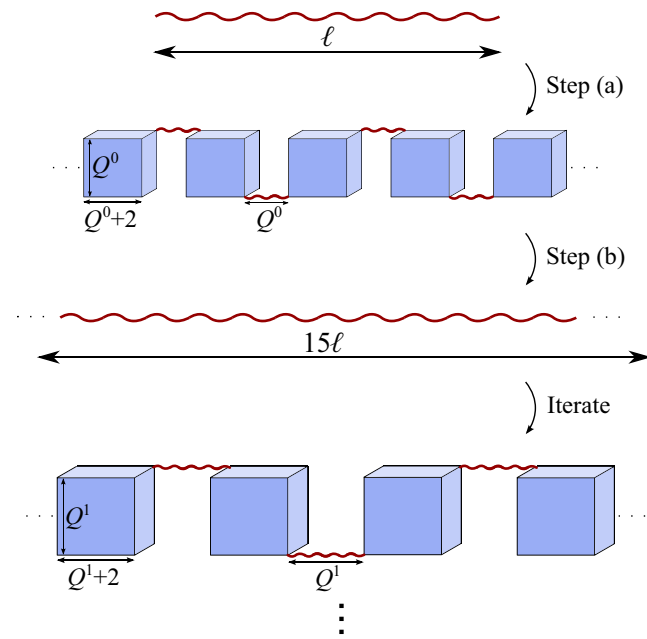 ℓ
Step (a)
· · · Q⁰ · · ·
Q⁰+2 Q⁰
Step (b)
· · · · · ·
15ℓ
Iterate
· · · Q¹ · · ·
Q¹+2 Q¹
⋮